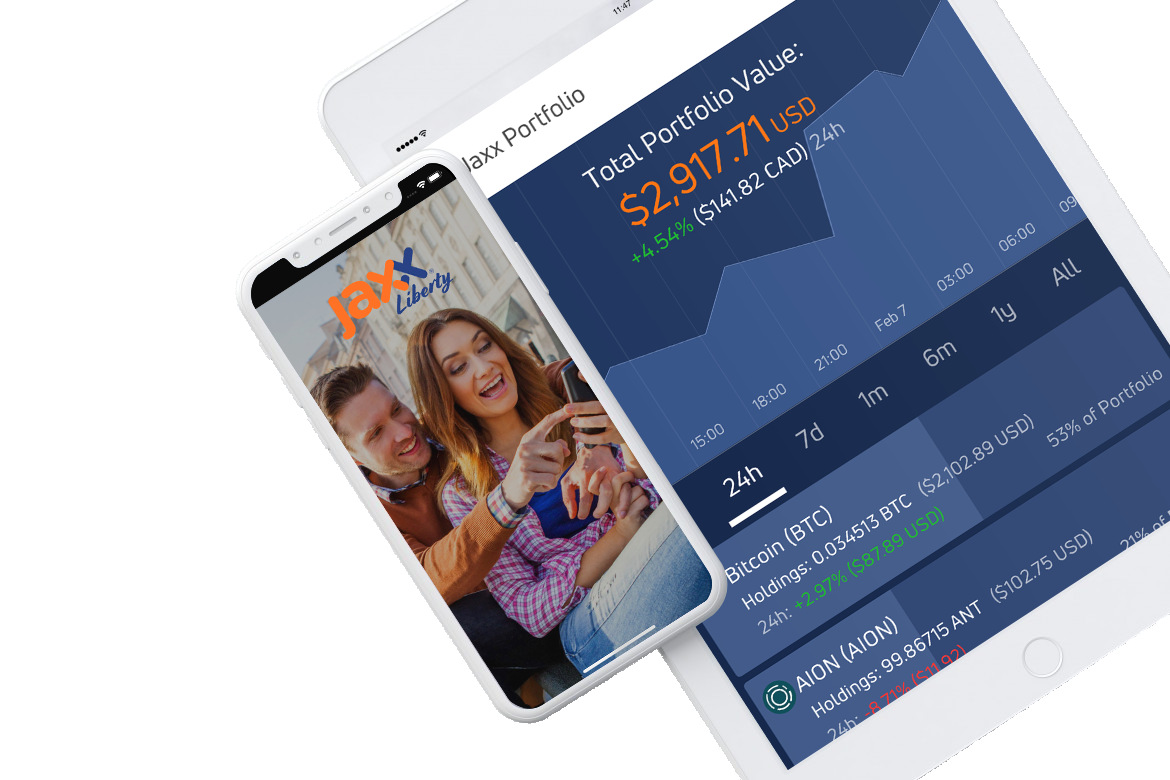 11:47
Jaxx Portfolio
Total Portfolio Value:
$2,917.71 USD
+4.54% ($141.82 CAD) 24h
15:00 18:00 21:00 Feb 7 03:00 06:00 09
24h 7d 1m 6m 1y All
Bitcoin (BTC)
Holdings: 0.034513 BTC ($2,102.89 USD)
53% of Portfolio
24h: +2.97% ($87.89 USD)
AION (AION)
Holdings: 99.86715 ANT ($102.75 USD)
21% of
24h: -8.71% ($11.92)
jaxx
Liberty